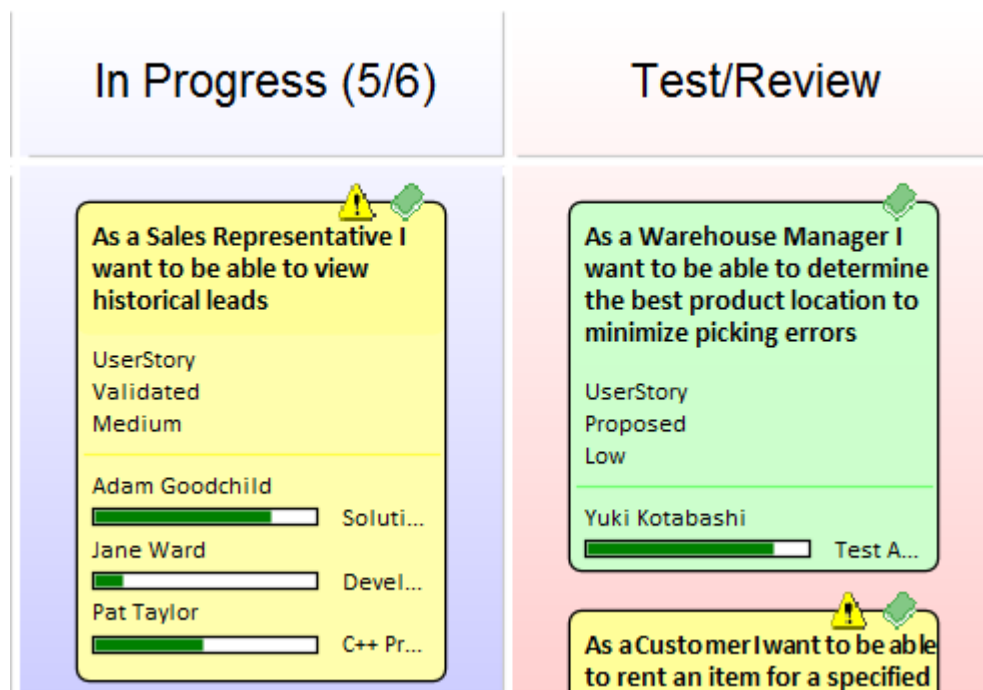 In Progress (5/6)
Test/Review
As a Sales Representative I
want to be able to view
historical leads
UserStory
Validated
Medium
Adam Goodchild
Soluti...
Jane Ward
Devel...
Pat Taylor
C++ Pr...
As a Warehouse Manager I
want to be able to determine
the best product location to
minimize picking errors
UserStory
Proposed
Low
Yuki Kotabashi
Test A...
As a Customer I want to be able
to rent an item for a specified